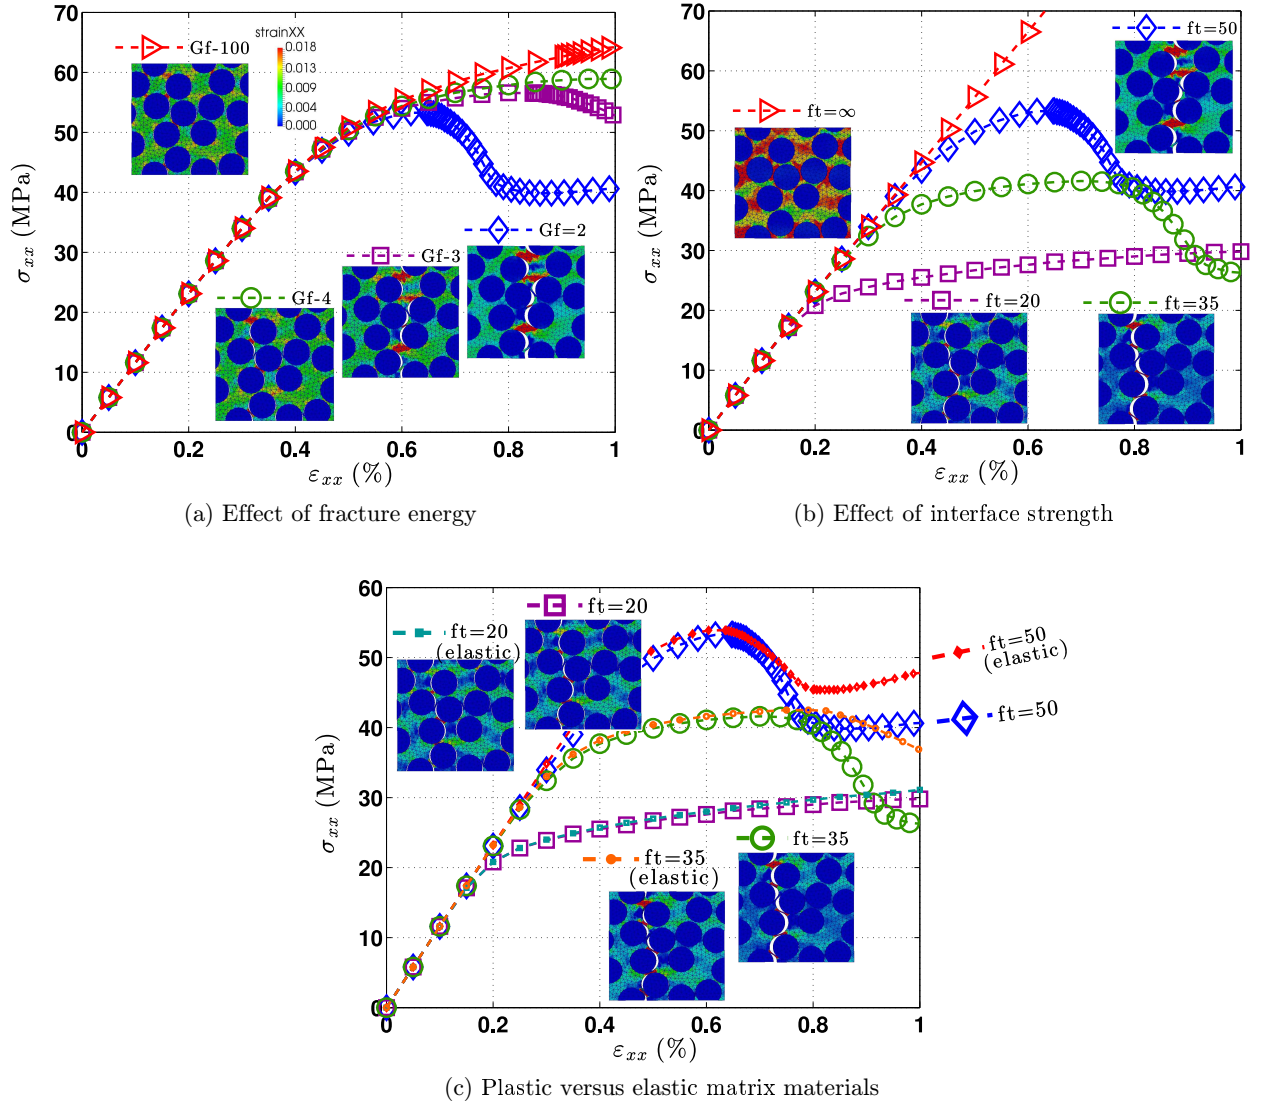 70
60
50
40
30
20
10
0
σxx (MPa)
0
0.2
0.4
0.6
0.8
1
εxx (%)
Gf-100
strainXX
0.018
0.013
0.009
0.004
0.000
Gf=2
Gf-3
Gf-4
(a) Effect of fracture energy
70
60
50
40
30
20
10
0
σxx (MPa)
0
0.2
0.4
0.6
0.8
1
εxx (%)
ft=50
ft=∞
ft=20
ft=35
(b) Effect of interface strength
60
50
40
30
20
10
0
σxx (MPa)
0
0.2
0.4
0.6
0.8
1
εxx (%)
ft=20
ft=20
(elastic)
ft=50
(elastic)
ft=50
ft=35
ft=35
(elastic)
(c) Plastic versus elastic matrix materials